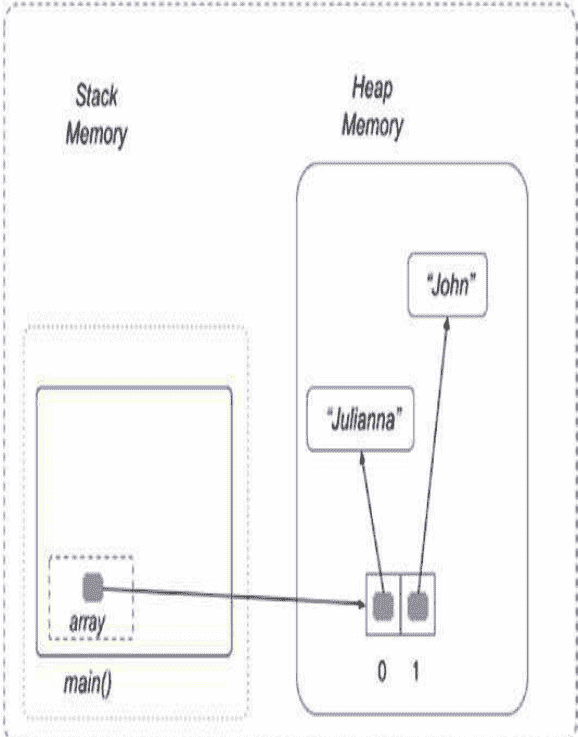 Stack
Memory
Heap
Memory
“John”
“Julianna”
array
0 1
main()